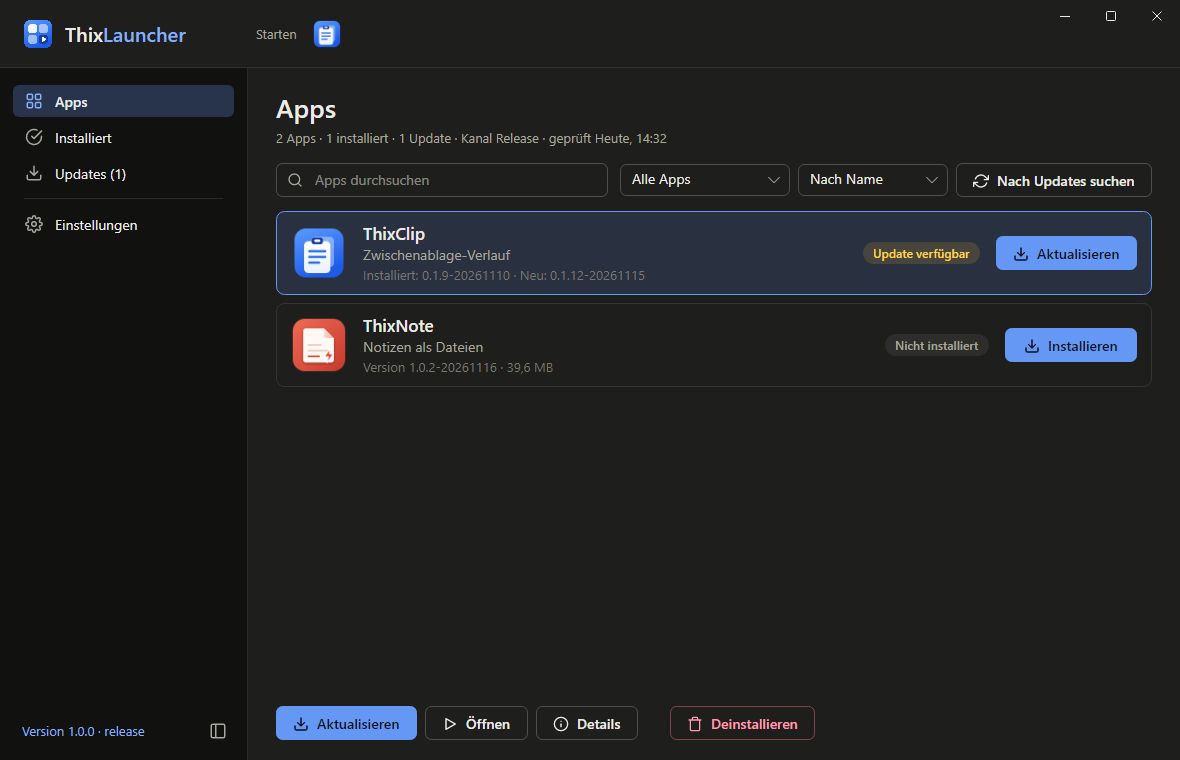 ThixLauncher
Starten
Apps
Installiert
Updates (1)
Einstellungen
Apps
2 Apps · 1 installiert · 1 Update · Kanal Release · geprüft Heute, 14:32
Apps durchsuchen
Alle Apps
Nach Name
Nach Updates suchen
ThixClip
Zwischenablage-Verlauf
Installiert: 0.1.9-20261110 · Neu: 0.1.12-20261115
Update verfügbar
Aktualisieren
ThixNote
Notizen als Dateien
Version 1.0.2-20261116 · 39,6 MB
Nicht installiert
Installieren
Aktualisieren
Öffnen
Details
Deinstallieren
Version 1.0.0 · release